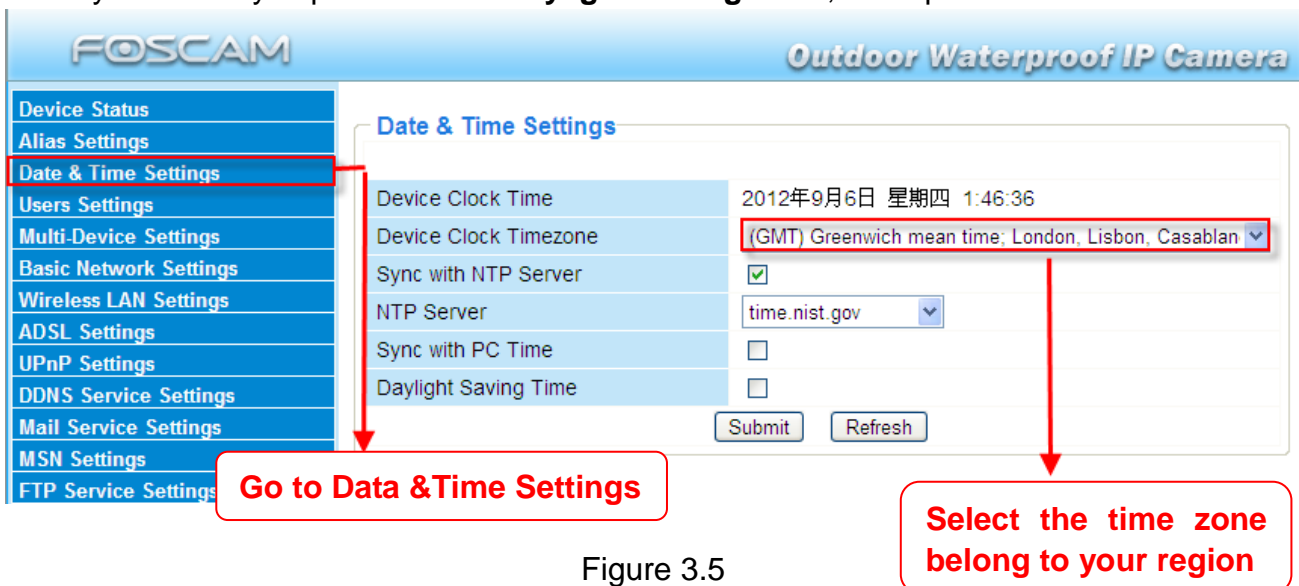 FOSCAM
Outdoor Waterproof IP Camera
Device Status
Alias Settings
Date & Time Settings
Users Settings
Multi-Device Settings
Basic Network Settings
Wireless LAN Settings
ADSL Settings
UPnP Settings
DDNS Service Settings
Mail Service Settings
MSN Settings
FTP Service Settings
Date & Time Settings
Device Clock Time 2012年9月6日 星期四 1:46:36
Device Clock Timezone (GMT) Greenwich mean time; London, Lisbon, Casablan
Sync with NTP Server
NTP Server time.nist.gov
Sync with PC Time
Daylight Saving Time
Submit Refresh
Go to Data &Time Settings
Select the time zone
belong to your region
Figure 3.5